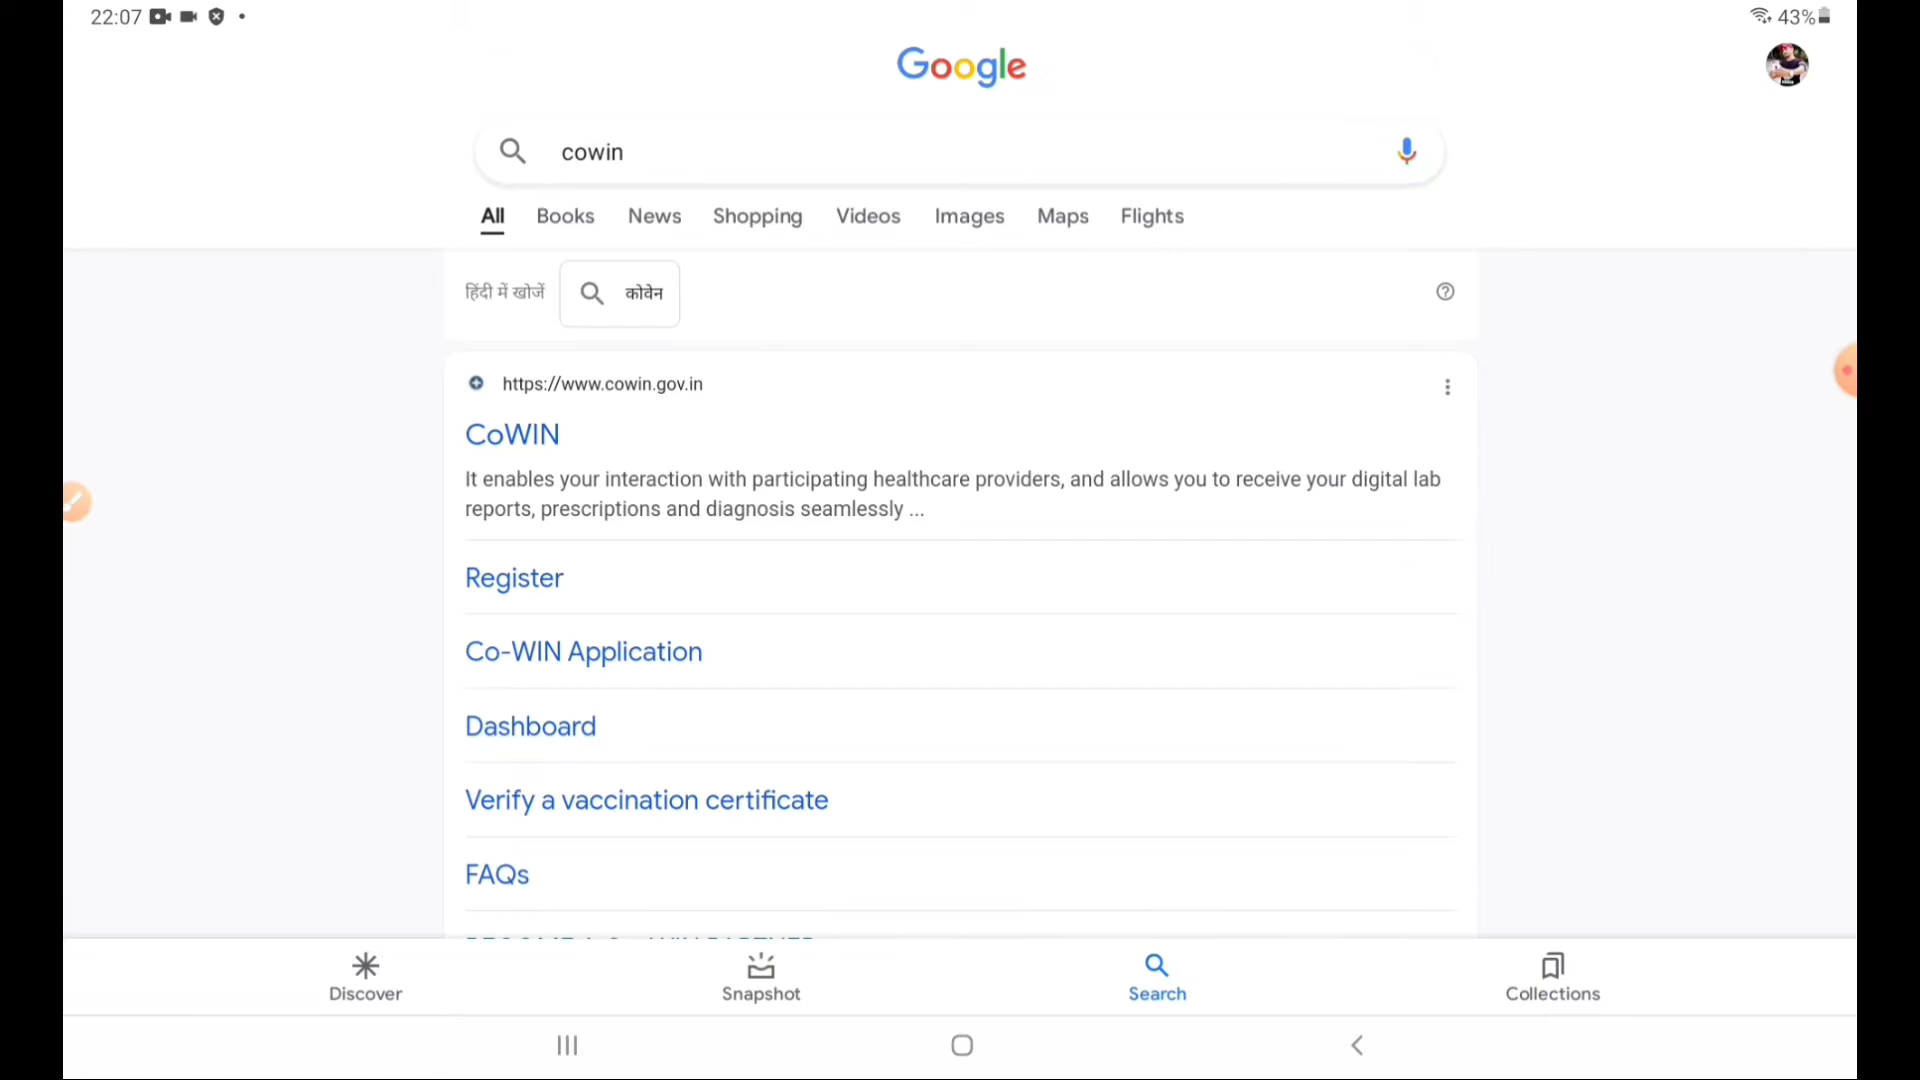 22:07
43%
Google
cowin
All Books News Shopping Videos Images Maps Flights
हिंदी में खोजें कोवेन
https://www.cowin.gov.in
CoWIN
It enables your interaction with participating healthcare providers, and allows you to receive your digital lab
reports, prescriptions and diagnosis seamlessly ...
Register
Co-WIN Application
Dashboard
Verify a vaccination certificate
FAQs
Discover Snapshot Search Collections